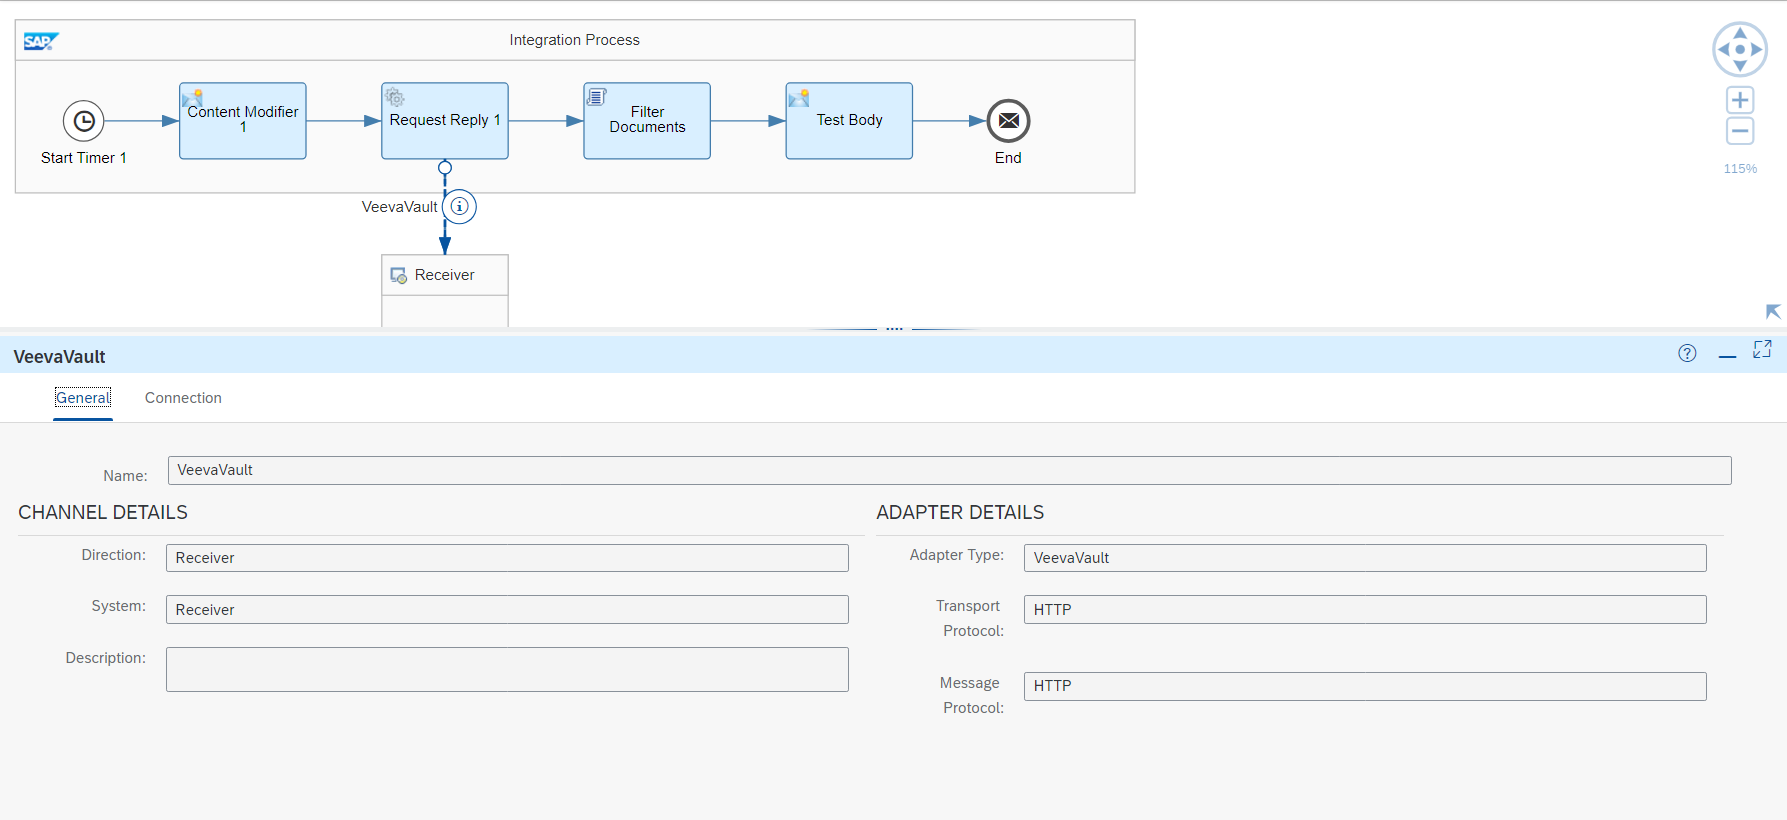 SAP
Integration Process
Content Modifier
1
Request Reply 1
Filter
Documents
Test Body
Start Timer 1
End
115%
VeevaVault
Receiver
VeevaVault
General
Connection
Name:
VeevaVault
CHANNEL DETAILS
Direction:
Receiver
System:
Receiver
Description:
ADAPTER DETAILS
Adapter Type:
VeevaVault
Transport
Protocol:
HTTP
Message
Protocol:
HTTP